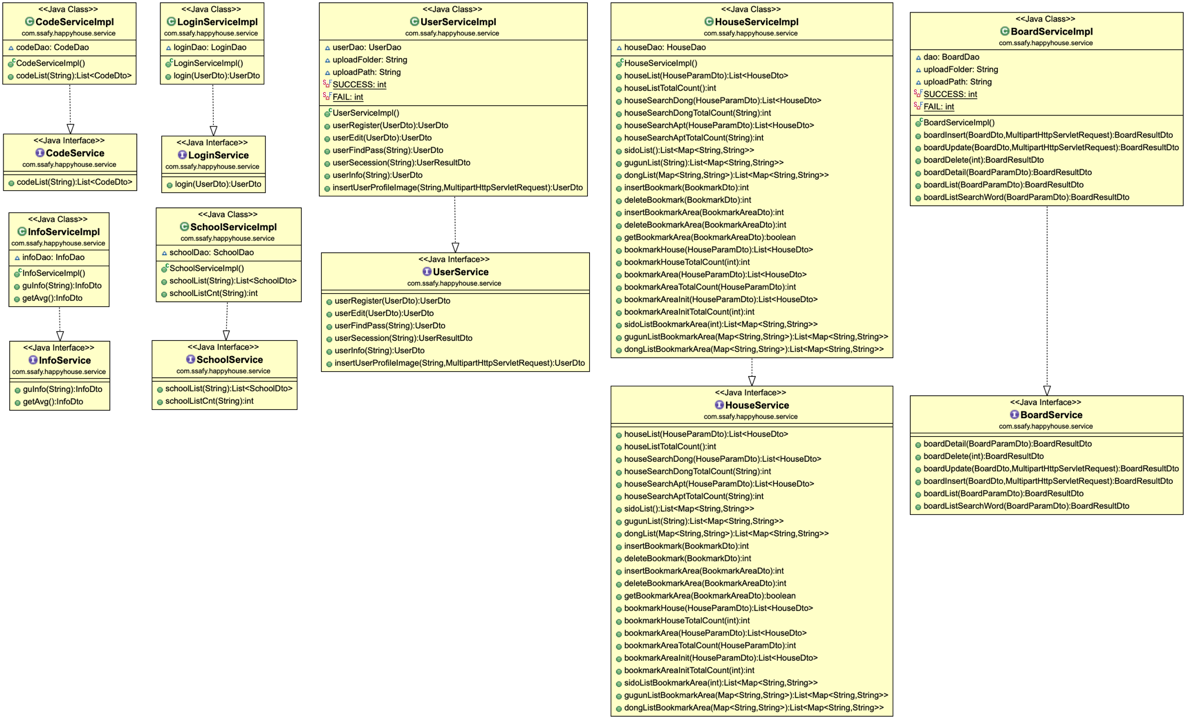 <<Java Class>>
CodeServiceImpl
com.ssafy.happyhouse.service
codeDao: CodeDao
CodeServiceImpl()
codeList(String):List<CodeDto>
<<Java Interface>>
CodeService
com.ssafy.happyhouse.service
codeList(String):List<CodeDto>
<<Java Class>>
LoginServiceImpl
com.ssafy.happyhouse.service
loginDao: LoginDao
LoginServiceImpl()
login(UserDto):UserDto
<<Java Interface>>
LoginService
com.ssafy.happyhouse.service
login(UserDto):UserDto
<<Java Class>>
InfoServiceImpl
com.ssafy.happyhouse.service
infoDao: InfoDao
InfoServiceImpl()
guInfo(String):InfoDto
getAvg():InfoDto
<<Java Interface>>
InfoService
com.ssafy.happyhouse.service
guInfo(String):InfoDto
getAvg():InfoDto
<<Java Class>>
SchoolServiceImpl
com.ssafy.happyhouse.service
schoolDao: SchoolDao
SchoolServiceImpl()
schoolList(String):List<SchoolDto>
schoolListCnt(String):int
<<Java Interface>>
SchoolService
com.ssafy.happyhouse.service
schoolList(String):List<SchoolDto>
schoolListCnt(String):int
<<Java Class>>
UserServiceImpl
com.ssafy.happyhouse.service
userDao: UserDao
uploadFolder: String
uploadPath: String
SUCCESS: int
FAIL: int
UserServiceImpl()
userRegister(UserDto):UserDto
userEdit(UserDto):UserDto
userFindPass(String):UserDto
userSecession(String):UserResultDto
userInfo(String):UserDto
insertUserProfileImage(String,MultipartHttpServletRequest):UserDto
<<Java Interface>>
UserService
com.ssafy.happyhouse.service
userRegister(UserDto):UserDto
userEdit(UserDto):UserDto
userFindPass(String):UserDto
userSecession(String):UserResultDto
userInfo(String):UserDto
insertUserProfileImage(String,MultipartHttpServletRequest):UserDto
<<Java Class>>
HouseServiceImpl
com.ssafy.happyhouse.service
houseDao: HouseDao
HouseServiceImpl()
houseList(HouseParamDto):List<HouseDto>
houseListTotalCount():int
houseSearchDong(HouseParamDto):List<HouseDto>
houseSearchDongTotalCount(String):int
houseSearchApt(HouseParamDto):List<HouseDto>
houseSearchAptTotalCount(String):int
sidoList():List<Map<String,String>>
gugunList(String):List<Map<String,String>>
dongList(Map<String,String>):List<Map<String,String>>
insertBookmark(BookmarkDto):int
deleteBookmark(BookmarkDto):int
insertBookmarkArea(BookmarkAreaDto):int
deleteBookmarkArea(BookmarkAreaDto):int
getBookmarkArea(BookmarkAreaDto):boolean
bookmarkHouse(HouseParamDto):List<HouseDto>
bookmarkHouseTotalCount(int):int
bookmarkArea(HouseParamDto):List<HouseDto>
bookmarkAreaTotalCount(HouseParamDto):int
bookmarkAreaInit(HouseParamDto):List<HouseDto>
bookmarkAreaInitTotalCount(int):int
sidoListBookmarkArea(int):List<Map<String,String>>
gugunListBookmarkArea(Map<String,String>):List<Map<String,String>>
dongListBookmarkArea(Map<String,String>):List<Map<String,String>>
<<Java Interface>>
HouseService
com.ssafy.happyhouse.service
houseList(HouseParamDto):List<HouseDto>
houseListTotalCount():int
houseSearchDong(HouseParamDto):List<HouseDto>
houseSearchDongTotalCount(String):int
houseSearchApt(HouseParamDto):List<HouseDto>
houseSearchAptTotalCount(String):int
sidoList():List<Map<String,String>>
gugunList(String):List<Map<String,String>>
dongList(Map<String,String>):List<Map<String,String>>
insertBookmark(BookmarkDto):int
deleteBookmark(BookmarkDto):int
insertBookmarkArea(BookmarkAreaDto):int
deleteBookmarkArea(BookmarkAreaDto):int
getBookmarkArea(BookmarkAreaDto):boolean
bookmarkHouse(HouseParamDto):List<HouseDto>
bookmarkHouseTotalCount(int):int
bookmarkArea(HouseParamDto):List<HouseDto>
bookmarkAreaTotalCount(HouseParamDto):int
bookmarkAreaInit(HouseParamDto):List<HouseDto>
bookmarkAreaInitTotalCount(int):int
sidoListBookmarkArea(int):List<Map<String,String>>
gugunListBookmarkArea(Map<String,String>):List<Map<String,String>>
dongListBookmarkArea(Map<String,String>):List<Map<String,String>>
<<Java Class>>
BoardServiceImpl
com.ssafy.happyhouse.service
dao: BoardDao
uploadFolder: String
uploadPath: String
SUCCESS: int
FAIL: int
BoardServiceImpl()
boardInsert(BoardDto,MultipartHttpServletRequest):BoardResultDto
boardUpdate(BoardDto,MultipartHttpServletRequest):BoardResultDto
boardDelete(int):BoardResultDto
boardDetail(BoardParamDto):BoardResultDto
boardList(BoardParamDto):BoardResultDto
boardListSearchWord(BoardParamDto):BoardResultDto
<<Java Interface>>
BoardService
com.ssafy.happyhouse.service
boardDetail(BoardParamDto):BoardResultDto
boardDelete(int):BoardResultDto
boardUpdate(BoardDto,MultipartHttpServletRequest):BoardResultDto
boardInsert(BoardDto,MultipartHttpServletRequest):BoardResultDto
boardList(BoardParamDto):BoardResultDto
boardListSearchWord(BoardParamDto):BoardResultDto